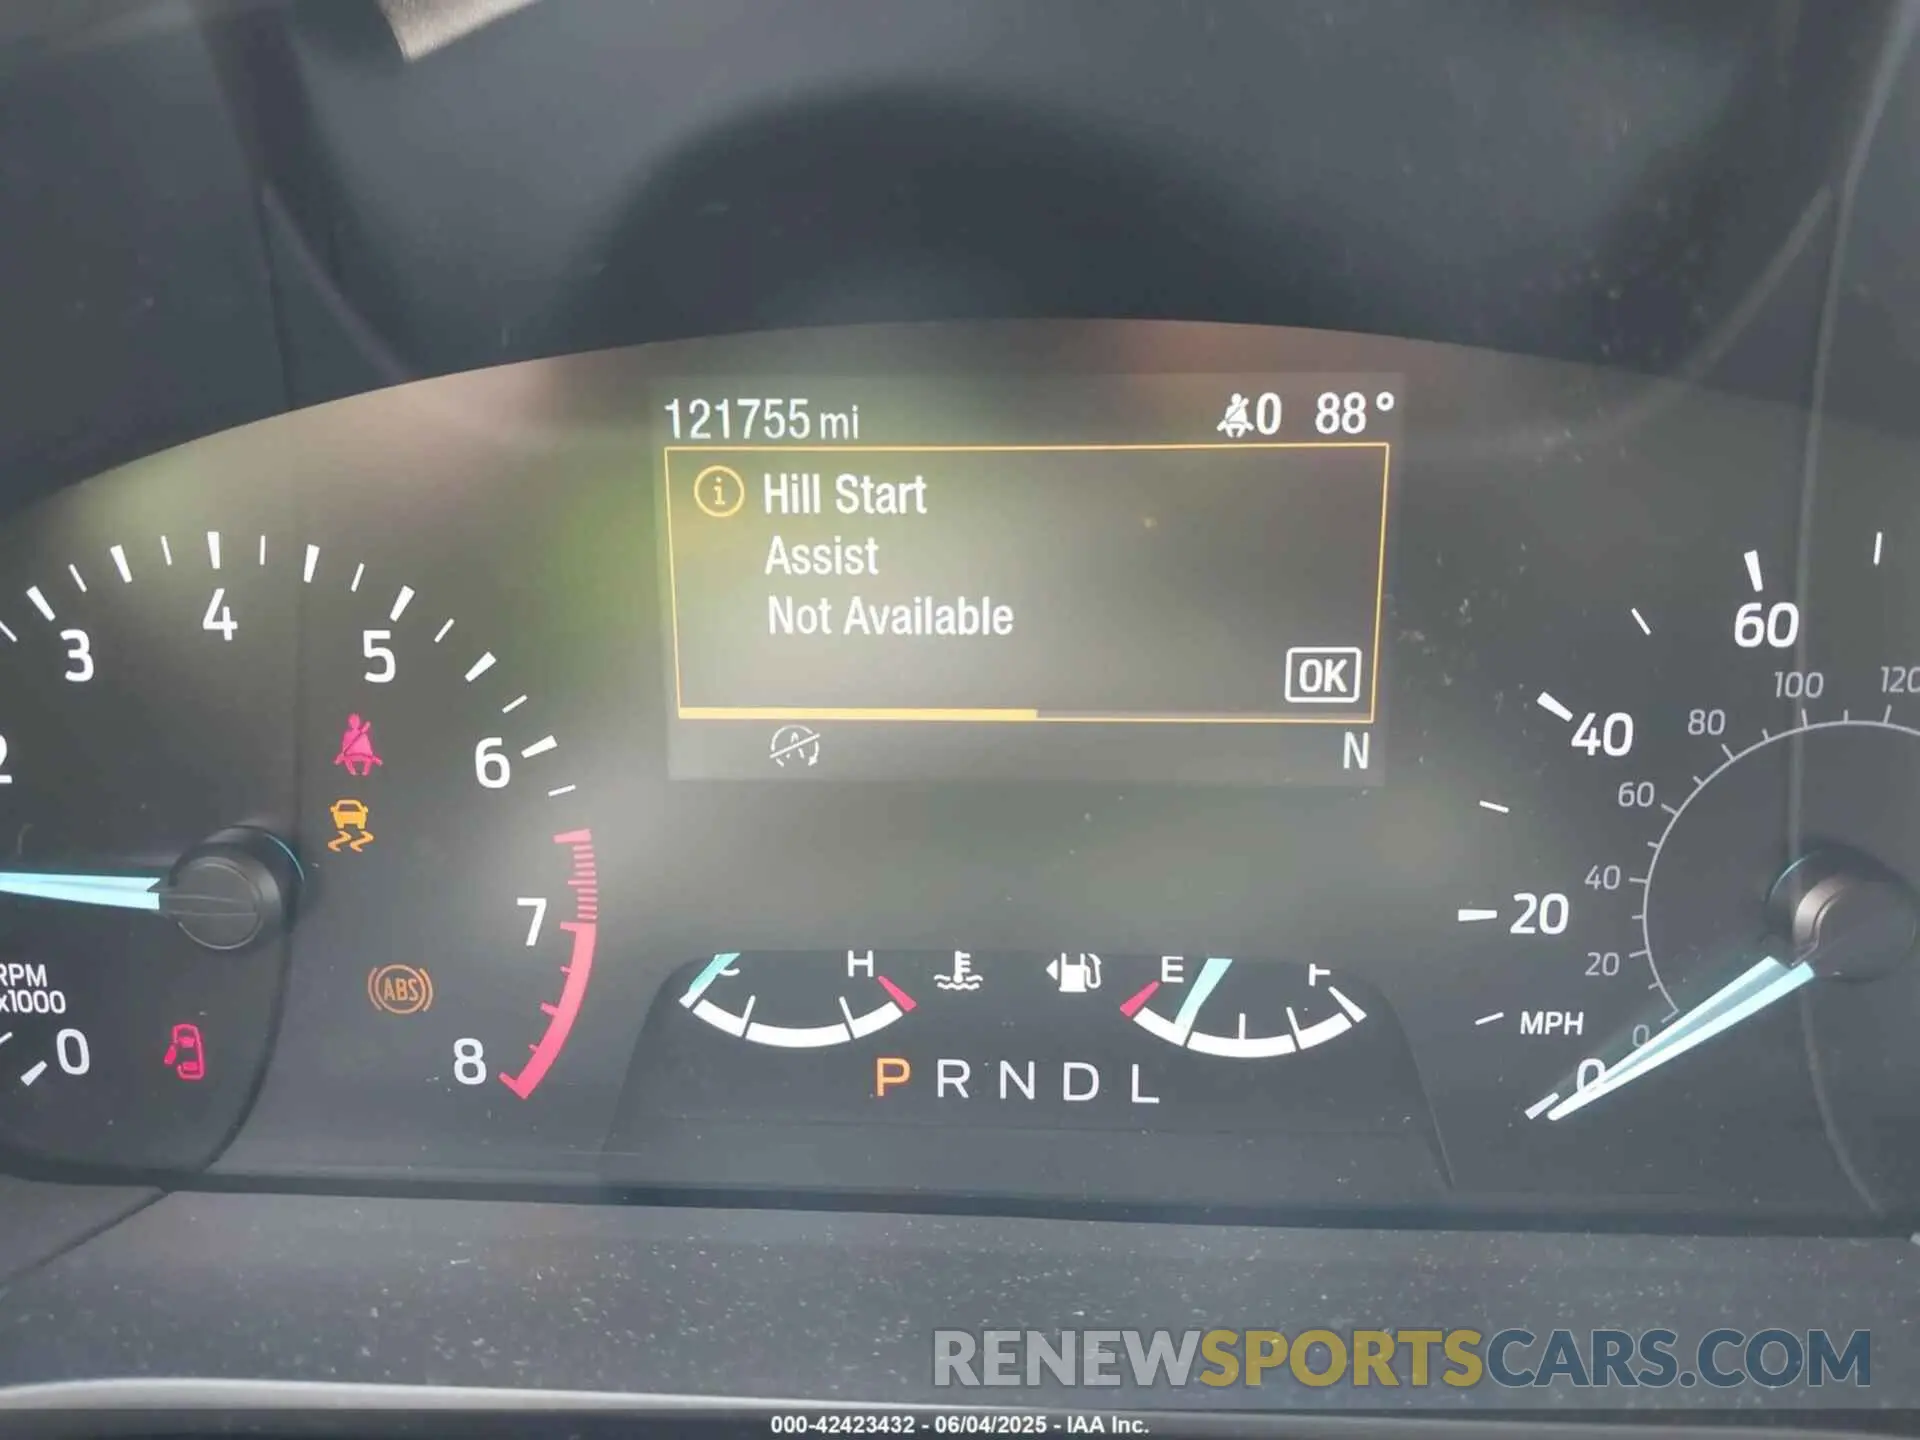 121755 mi 0 88°
i Hill Start
Assist
Not Available
OK
N
2 3 4 5 6 7 8
RPM
x1000
0
ABS
C H E F
P R N D L
60
40
20
MPH
0
120
100
80
60
40
20
0
RENEWSPORTSCARS.COM
000-42423432 - 06/04/2025 - IAA Inc.